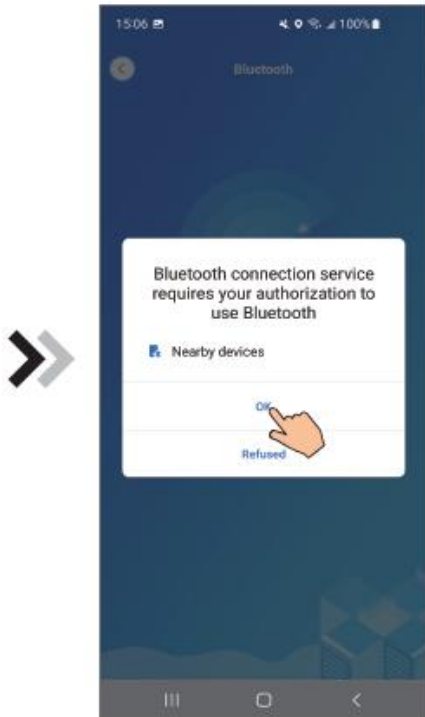 15:06 100%
Bluetooth
Bluetooth connection service
requires your authorization to
use Bluetooth
Nearby devices
OK
Refused